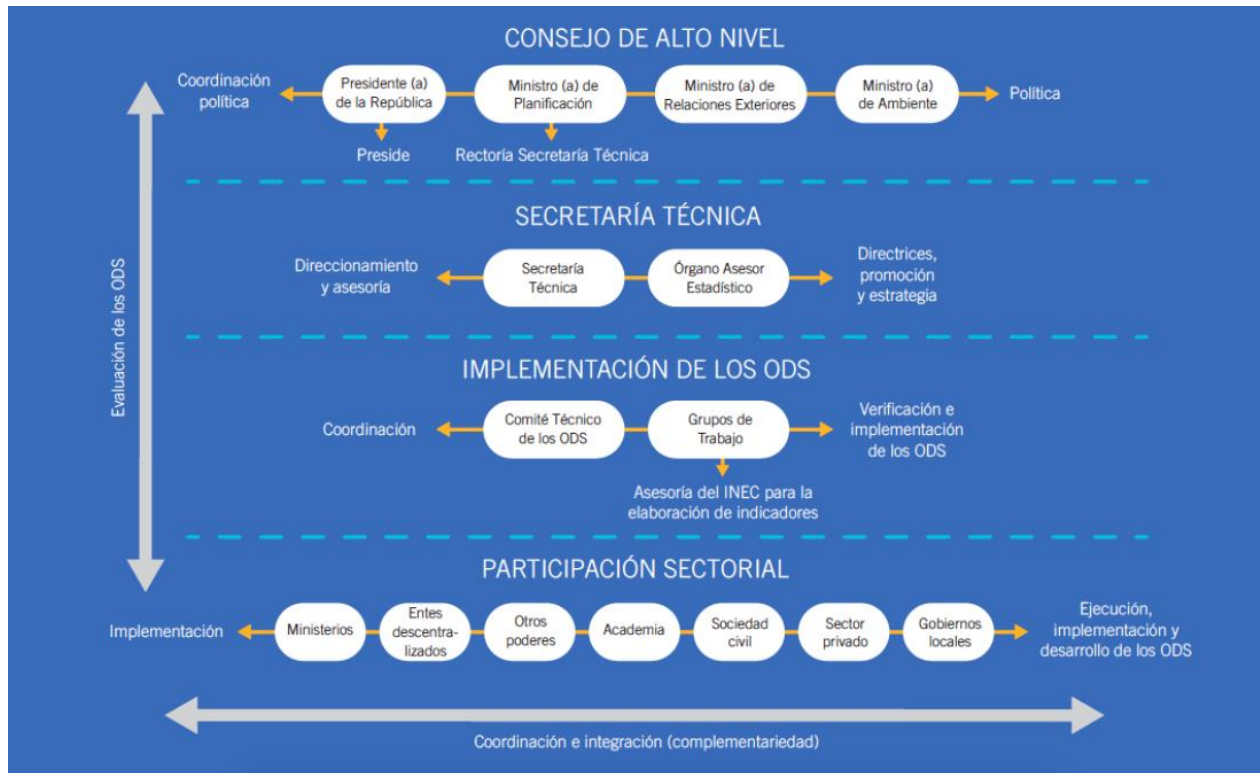 CONSEJO DE ALTO NIVEL
Coordinación
política
Presidente (a)
de la República
Ministro (a) de
Planificación
Ministro (a) de
Relaciones Exteriores
Ministro (a)
de Ambiente
Política
Preside
Rectoría Secretaría Técnica
SECRETARÍA TÉCNICA
Direccionamiento
y asesoría
Secretaría
Técnica
Órgano Asesor
Estadístico
Directrices,
promoción
y estrategia
Evaluación de los ODS
IMPLEMENTACIÓN DE LOS ODS
Coordinación
Comité Técnico
de los ODS
Grupos de
Trabajo
Verificación e
implementación
de los ODS
Asesoría del INEC para la
elaboración de indicadores
PARTICIPACIÓN SECTORIAL
Implementación
Ministerios
Entes
descentra-
lizados
Otros
poderes
Academia
Sociedad
civil
Sector
privado
Gobiernos
locales
Ejecución,
implementación y
desarrollo de los ODS
Coordinación e integración (complementariedad)